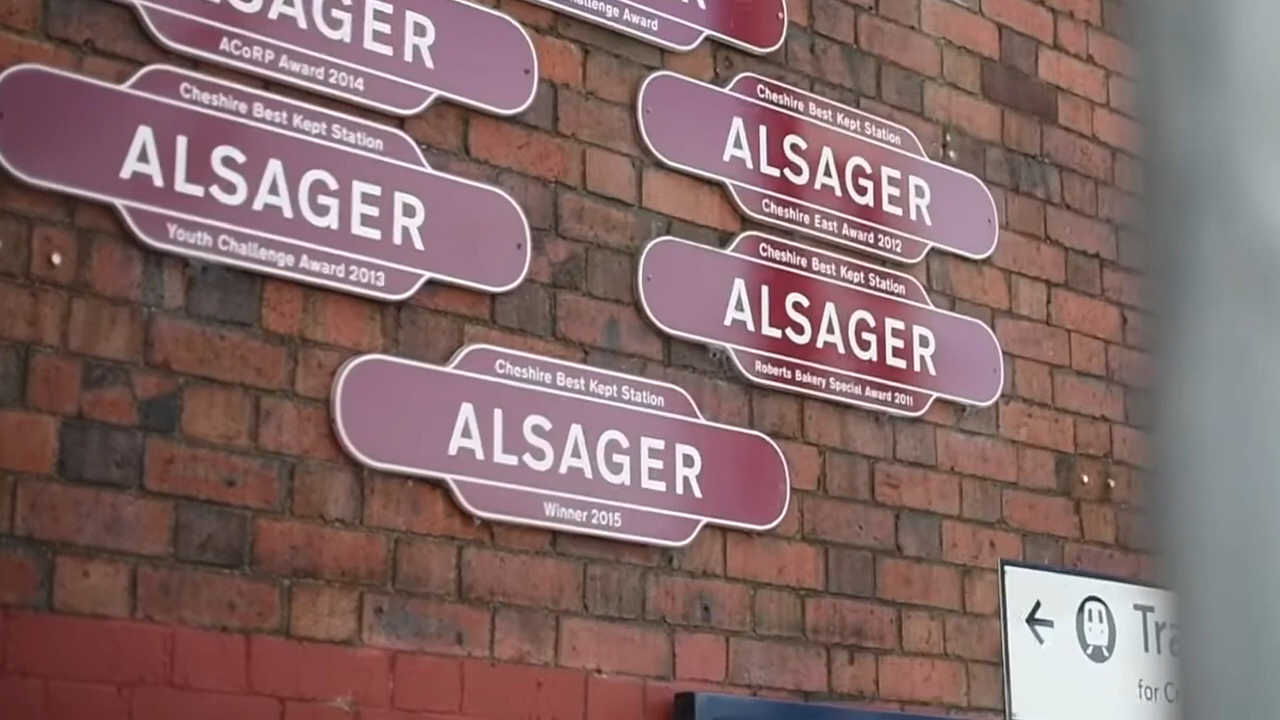 ALSAGER
ACoRP Award 2014
Challenge Award
Cheshire Best Kept Station
ALSAGER
Youth Challenge Award 2013
Cheshire Best Kept Station
ALSAGER
Cheshire East Award 2012
Cheshire Best Kept Station
ALSAGER
Roberts Bakery Special Award 2011
Cheshire Best Kept Station
ALSAGER
Winner 2015
←
for